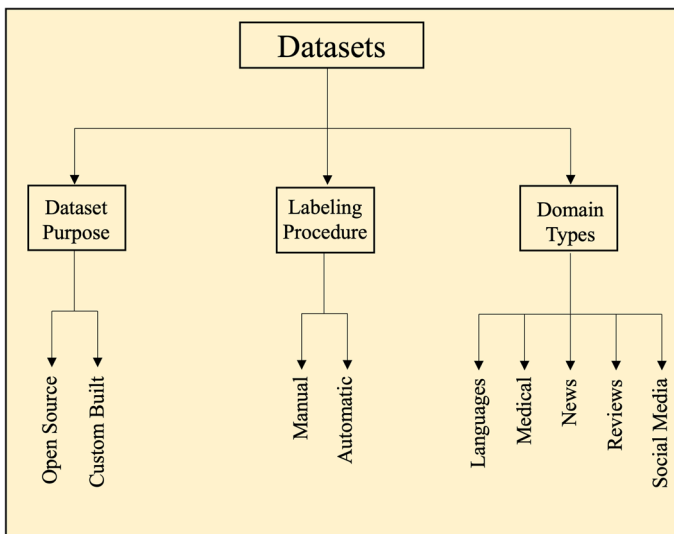 Datasets
Dataset
Purpose
Labeling
Procedure
Domain
Types
Open Source
Custom Built
Manual
Automatic
Languages
Medical
News
Reviews
Social Media